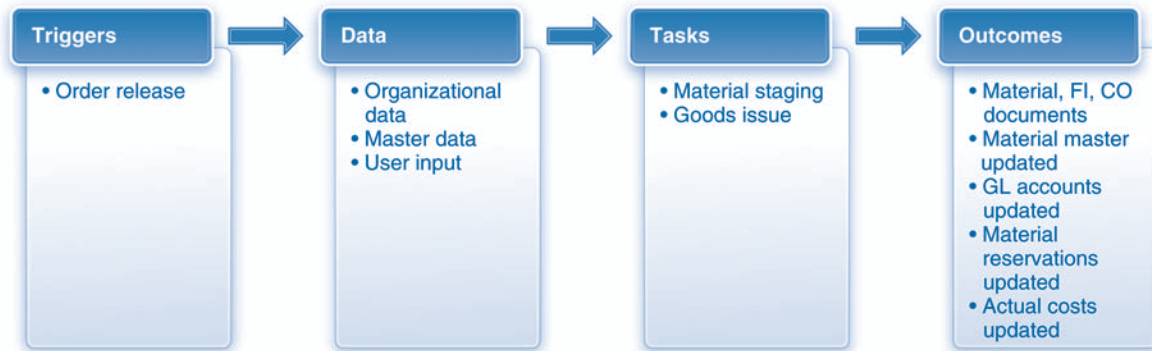 Triggers
• Order release
Data
• Organizational
data
• Master data
• User input
Tasks
• Material staging
• Goods issue
Outcomes
• Material, FI, CO
documents
• Material master
updated
• GL accounts
updated
• Material
reservations
updated
• Actual costs
updated